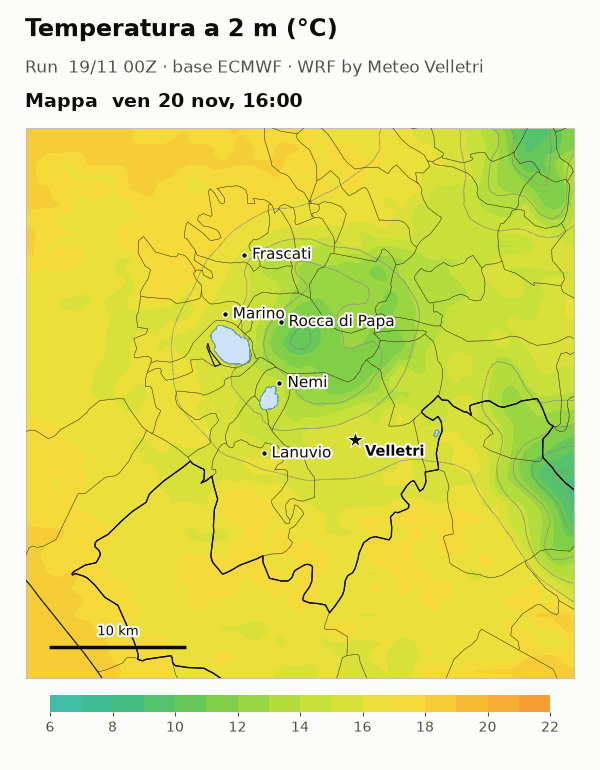 Temperatura a 2 m (°C)
Run  19/11 00Z · base ECMWF · WRF by Meteo Velletri
Mappa  ven 20 nov, 16:00
Frascati
Marino
Rocca di Papa
Nemi
Velletri
Lanuvio
10 km
6 8 10 12 14 16 18 20 22